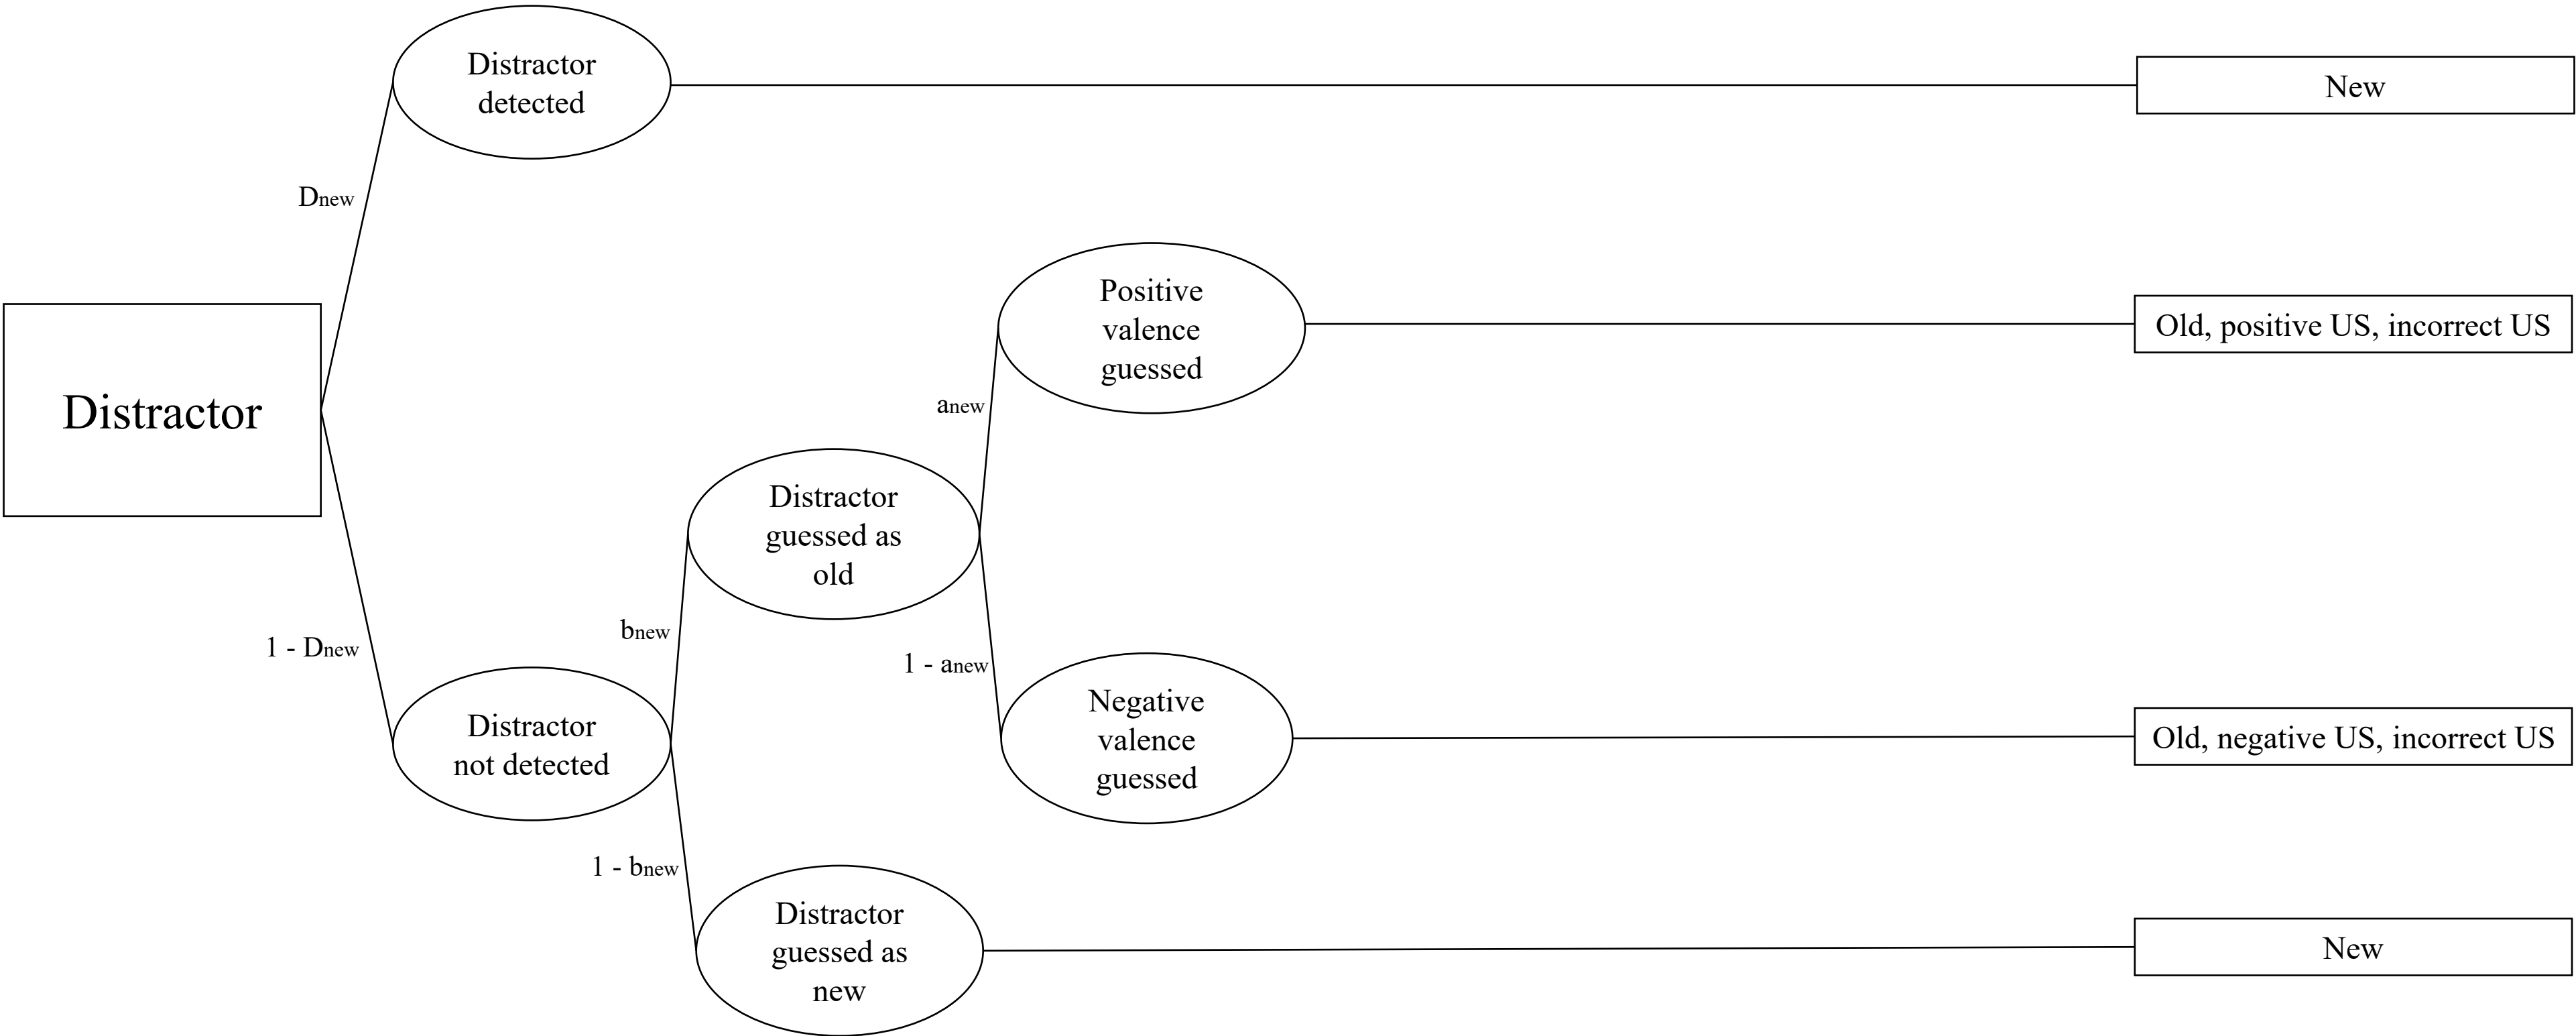 Distractor
detected
New
Dnew
Positive
valence
guessed
Old, positive US, incorrect US
Distractor
anew
Distractor
guessed as
old
bnew
1 - Dnew
1 - anew
Negative
valence
guessed
Old, negative US, incorrect US
Distractor
not detected
1 - bnew
Distractor
guessed as
new
New